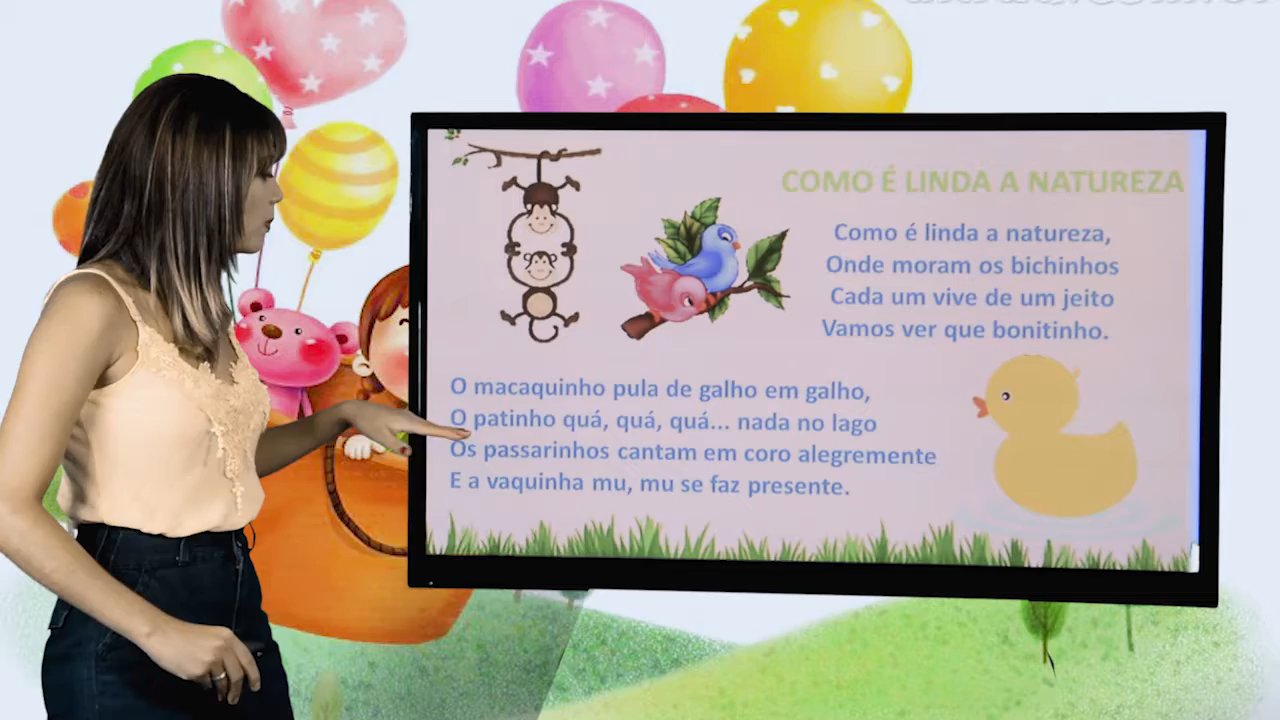 COMO É LINDA A NATUREZA
Como é linda a natureza,
Onde moram os bichinhos
Cada um vive de um jeito
Vamos ver que bonitinho.
O macaquinho pula de galho em galho,
O patinho quá, quá, quá... nada no lago
Os passarinhos cantam em coro alegremente
E a vaquinha mu, mu se faz presente.